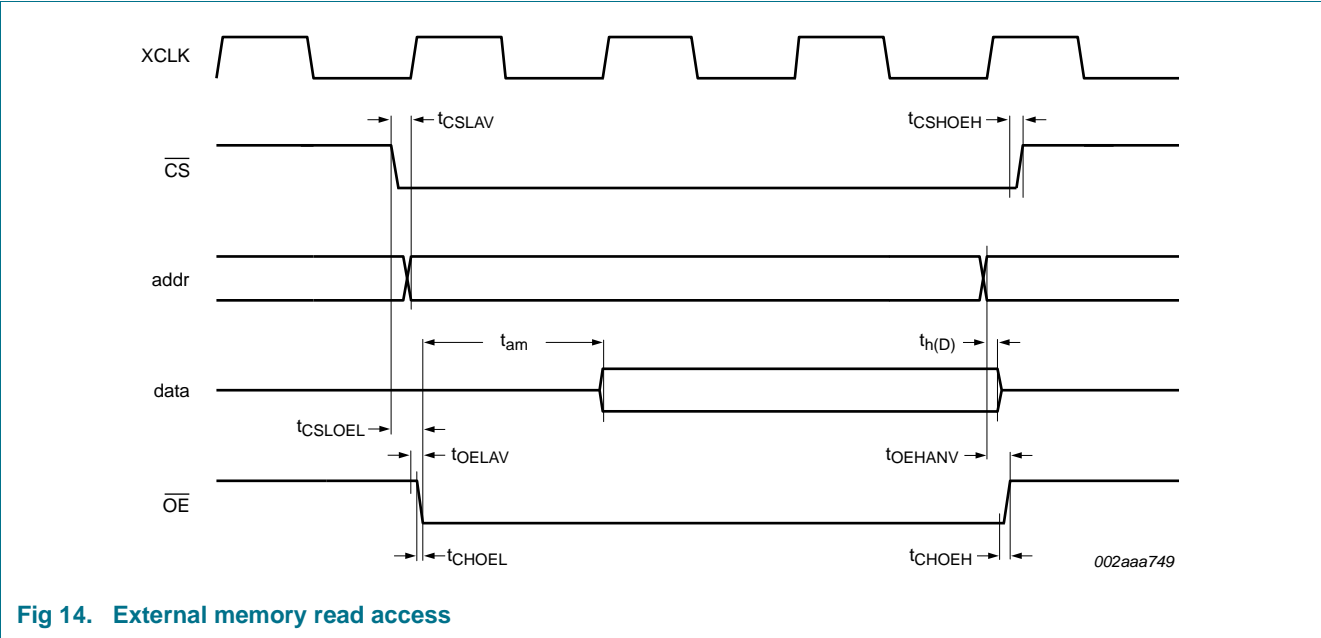 XCLK
tCSLAV
tCSHOEH
CS
addr
tam
th(D)
data
tCSLOEL
tOELAV
tOEHANV
OE
tCHOEL
tCHOEH
002aaa749
Fig 14. External memory read access